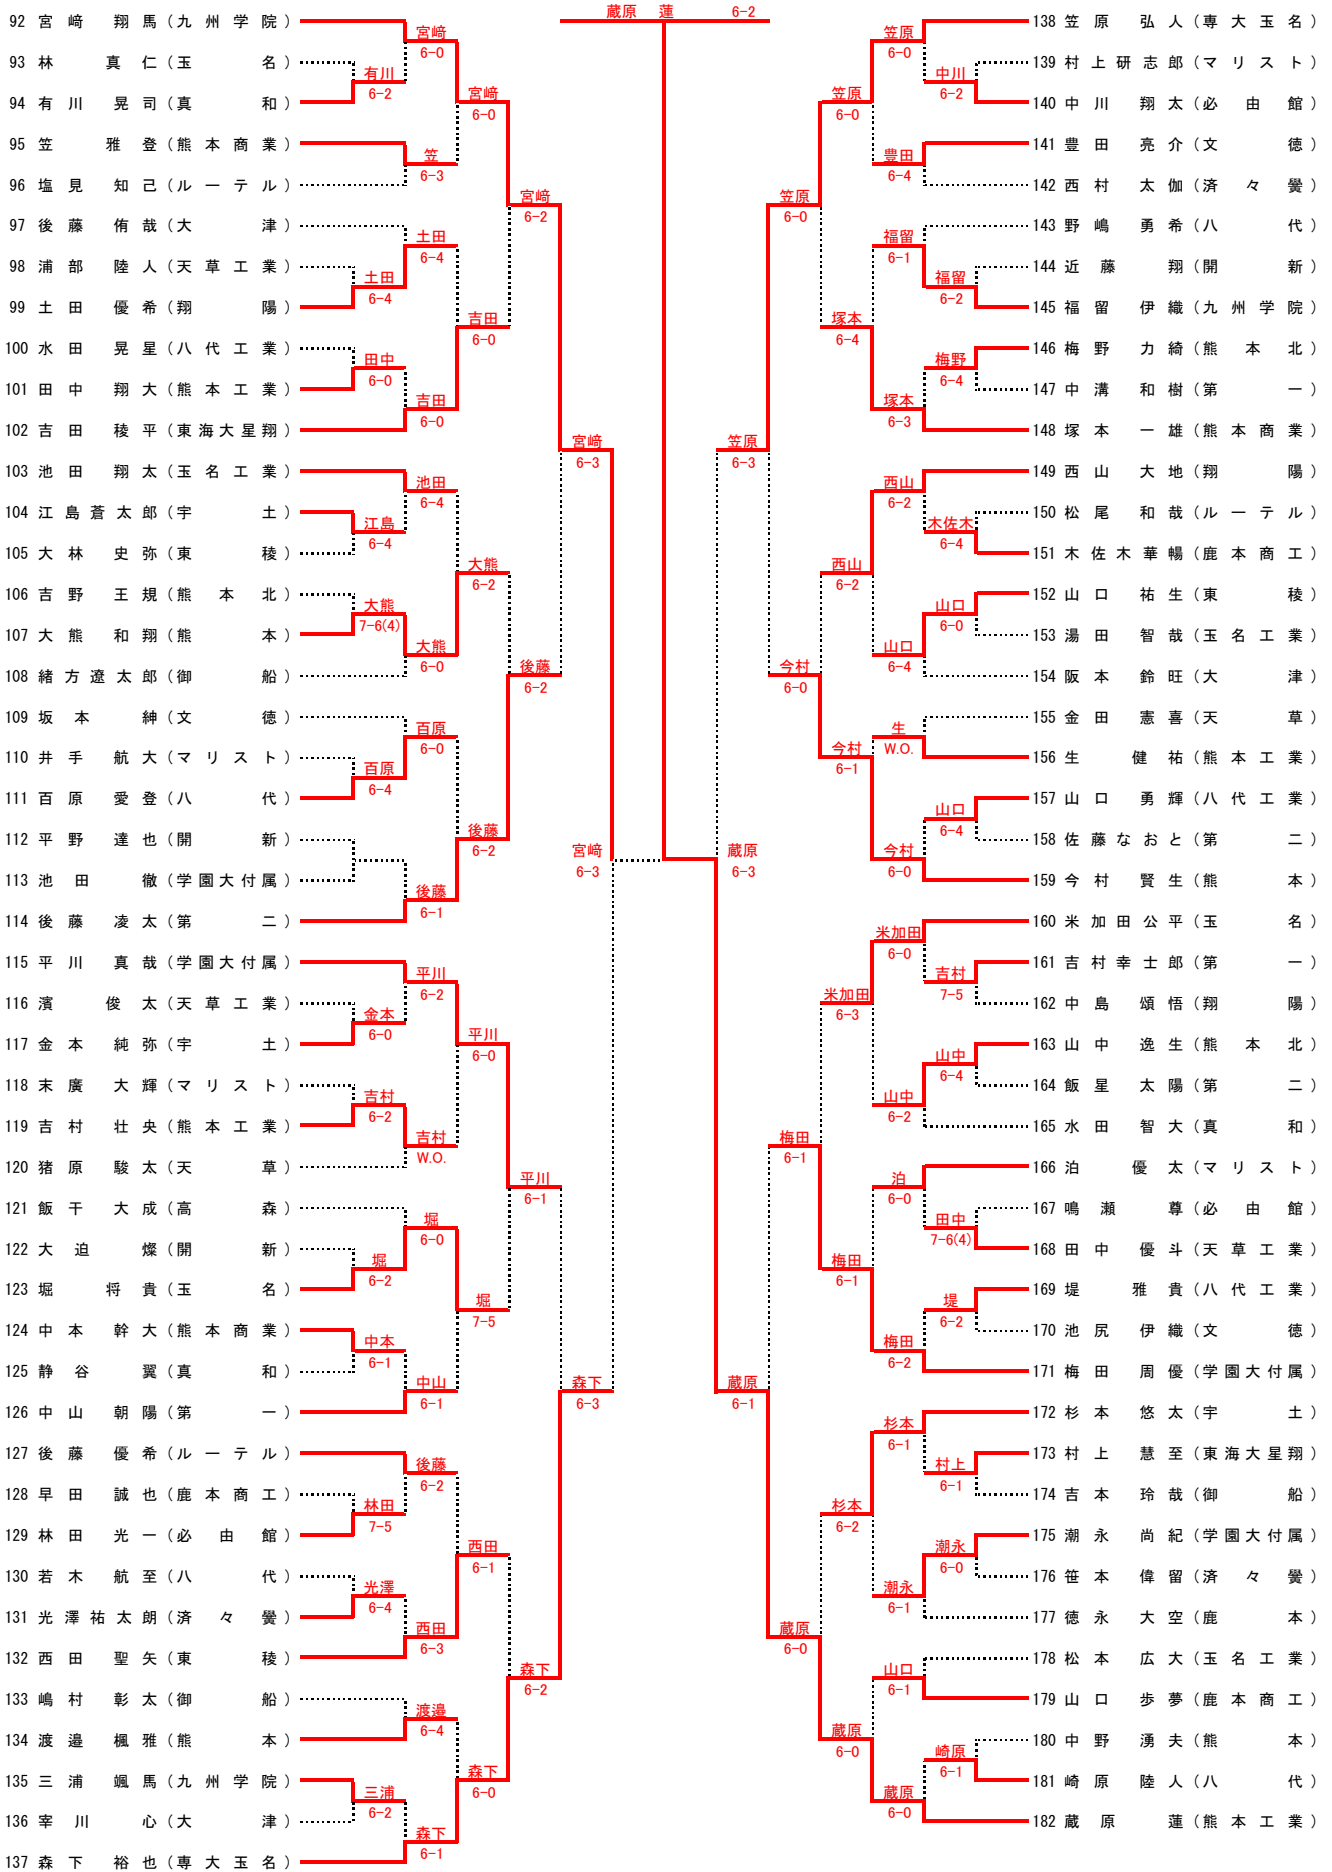 蔵原 蓮 6-2
92 宮﨑 翔馬 (九州学院)
93 林 真仁 (玉名)
94 有川 晃司 (真和)
95 笠 雅登 (熊本商業)
96 塩見 知己 (ルーテル)
97 後藤 侑哉 (大津)
98 浦部 陸人 (天草工業)
99 土田 優希 (翔陽)
100 水田 晃星 (八代工業)
101 田中 翔大 (熊本工業)
102 吉田 稜平 (東海大星翔)
103 池田 翔太 (玉名工業)
104 江島蒼太郎 (宇土)
105 大林 史弥 (東稜)
106 吉野 王規 (熊本北)
107 大熊 和翔 (熊本)
108 緒方遼太郎 (御船)
109 坂本 紳 (文徳)
110 井手 航大 (マリスト)
111 百原 愛登 (八代)
112 平野 達也 (開新)
113 池田 徹 (学園大付属)
114 後藤 凌太 (第二)
115 平川 真哉 (学園大付属)
116 濱 俊太 (天草工業)
117 金本 純弥 (宇土)
118 末廣 大輝 (マリスト)
119 吉村 壮央 (熊本工業)
120 猪原 駿太 (天草)
121 飯干 大成 (高森)
122 大迫 燦 (開新)
123 堀 将貴 (玉名)
124 中本 幹大 (熊本商業)
125 静谷 翼 (真和)
126 中山 朝陽 (第一)
127 後藤 優希 (ルーテル)
128 早田 誠也 (鹿本商工)
129 林田 光一 (必由館)
130 若木 航至 (八代)
131 光澤祐太朗 (済々黌)
132 西田 聖矢 (東稜)
133 嶋村 彰太 (御船)
134 渡邉 楓雅 (熊本)
135 三浦 颯馬 (九州学院)
136 宰川 心 (大津)
137 森下 裕也 (専大玉名)
宮﨑 6-0
有川 6-2
宮﨑 6-0
笠 6-3
宮﨑 6-2
土田 6-4
土田 6-4
吉田 6-0
田中 6-0
吉田 6-0
宮﨑 6-3
池田 6-4
江島 6-4
大熊 6-2
大熊 7-6(4)
大熊 6-0
後藤 6-2
百原 6-0
百原 6-4
後藤 6-2
後藤 6-1
宮﨑 6-3
平川 6-2
金本 6-0
平川 6-0
吉村 6-2
吉村 W.O.
平川 6-1
堀 6-0
堀 6-2
堀 7-5
中本 6-1
中山 6-1
森下 6-3
後藤 6-2
林田 7-5
西田 6-1
光澤 6-4
西田 6-3
森下 6-2
渡邉 6-4
森下 6-0
三浦 6-2
森下 6-1
138 笠原 弘人 (専大玉名)
139 村上研志郎 (マリスト)
140 中川 翔太 (必由館)
141 豊田 亮介 (文徳)
142 西村 太伽 (済々黌)
143 野嶋 勇希 (八代)
144 近藤 翔 (開新)
145 福留 伊織 (九州学院)
146 梅野 力綺 (熊本北)
147 中溝 和樹 (第一)
148 塚本 一雄 (熊本商業)
149 西山 大地 (翔陽)
150 松尾 和哉 (ルーテル)
151 木佐木華暢 (鹿本商工)
152 山口 祐生 (東稜)
153 湯田 智哉 (玉名工業)
154 阪本 鈴旺 (大津)
155 金田 憲喜 (天草)
156 生 健祐 (熊本工業)
157 山口 勇輝 (八代工業)
158 佐藤なおと (第二)
159 今村 賢生 (熊本)
160 米加田公平 (玉名)
161 吉村幸士郎 (第一)
162 中島 頌悟 (翔陽)
163 山中 逸生 (熊本北)
164 飯星 太陽 (第二)
165 水田 智大 (真和)
166 泊 優太 (マリスト)
167 鳴瀬 尊 (必由館)
168 田中 優斗 (天草工業)
169 堤 雅貴 (八代工業)
170 池尻 伊織 (文徳)
171 梅田 周優 (学園大付属)
172 杉本 悠太 (宇土)
173 村上 慧至 (東海大星翔)
174 吉本 玲哉 (御船)
175 潮永 尚紀 (学園大付属)
176 笹本 偉留 (済々黌)
177 徳永 大空 (鹿本)
178 松本 広大 (玉名工業)
179 山口 歩夢 (鹿本商工)
180 中野 湧夫 (熊本)
181 崎原 陸人 (八代)
182 蔵原 蓮 (熊本工業)
笠原 6-0
中川 6-2
笠原 6-0
豊田 6-4
笠原 6-0
福留 6-1
福留 6-2
塚本 6-4
梅野 6-4
塚本 6-3
笠原 6-3
西山 6-2
木佐木 6-4
西山 6-2
山口 6-0
山口 6-4
今村 6-0
生 W.O.
今村 6-1
山口 6-4
今村 6-0
蔵原 6-3
米加田 6-0
吉村 7-5
米加田 6-3
山中 6-4
山中 6-2
梅田 6-1
泊 6-0
田中 7-6(4)
梅田 6-1
堤 6-2
梅田 6-2
蔵原 6-1
杉本 6-1
村上 6-1
杉本 6-2
潮永 6-0
潮永 6-1
蔵原 6-0
山口 6-1
蔵原 6-0
崎原 6-1
蔵原 6-0